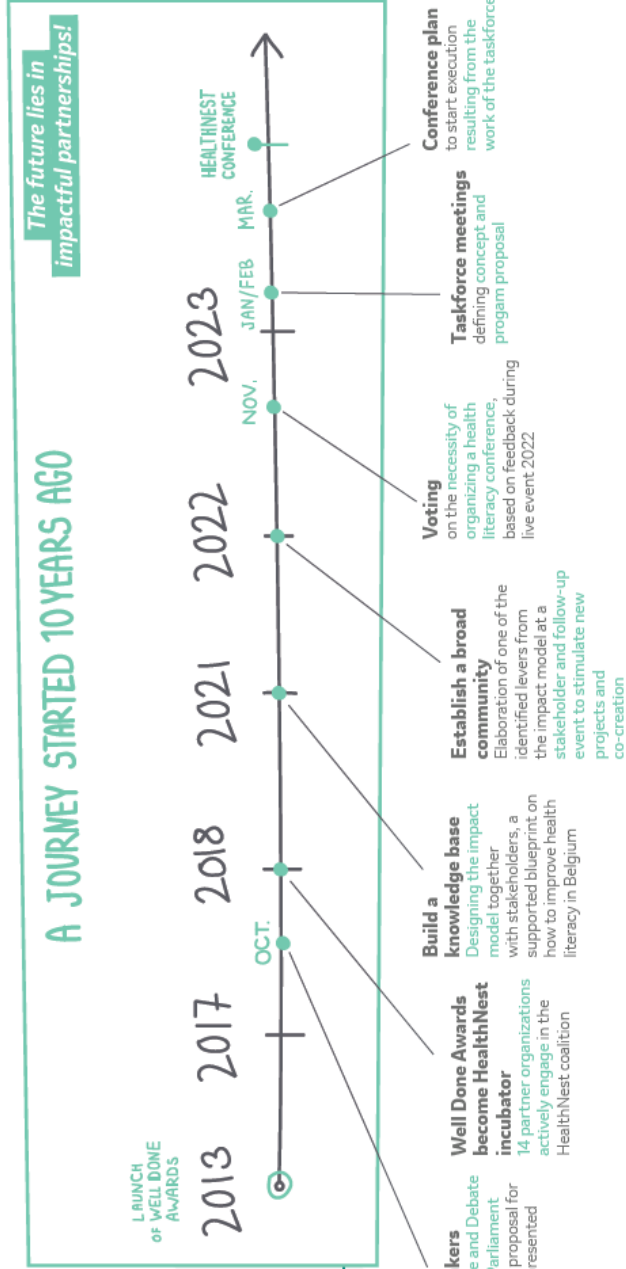 The future lies in
impactful partnerships!
A JOURNEY STARTED 10 YEARS AGO
LAUNCH
OF WELL DONE
AWARDS
2013
2017
OCT.
2018
2021
2022
NOV.
2023
JAN/FEB
MAR.
HEALTHNEST
CONFERENCE
kers
e and Debate
Parliament
proposal for
resented
Well Done Awards
become HealthNest
incubator
14 partner organizations
actively engage in the
HealthNest coalition
Build a
knowledge base
Designing the impact
model together
with stakeholders, a
supported blueprint on
how to improve health
literacy in Belgium
Establish a broad
community
Elaboration of one of the
identified levers from
the impact model at a
stakeholder and follow-up
event to stimulate new
projects and
co-creation
Voting
on the necessity of
organizing a health
literacy conference,
based on feedback during
live event 2022
Taskforce meetings
defining concept and
progam proposal
Conference plan
to start execution
resulting from the
work of the taskforce